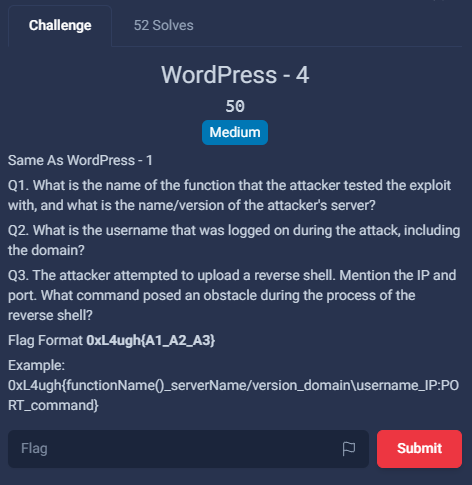 Challenge
52 Solves
WordPress - 4
50
Medium
Same As WordPress - 1
Q1. What is the name of the function that the attacker tested the exploit
with, and what is the name/version of the attacker's server?
Q2. What is the username that was logged on during the attack, including
the domain?
Q3. The attacker attempted to upload a reverse shell. Mention the IP and
port. What command posed an obstacle during the process of the
reverse shell?
Flag Format 0xL4ugh{A1_A2_A3}
Example:
0xL4ugh{functionName()_serverName/version_domain\username_IP:PO
RT_command}
Flag
Submit